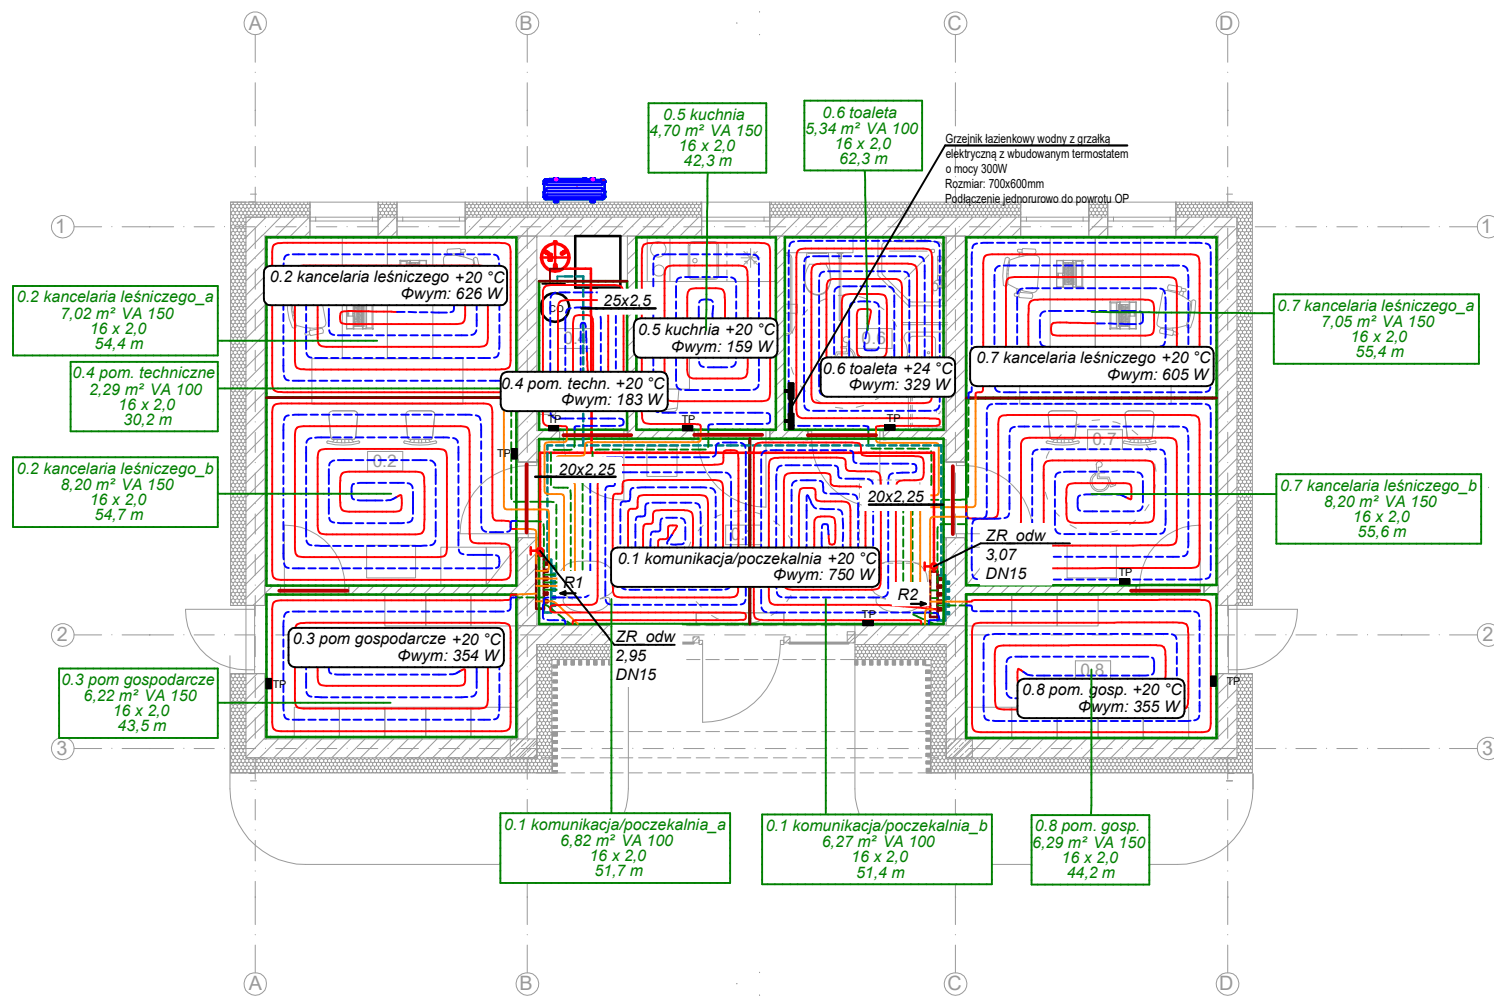 A
B
C
D
0.5 kuchnia
4,70 m² VA 150
16 x 2,0
42,3 m
0.6 toaleta
5,34 m² VA 100
16 x 2,0
62,3 m
Grzejnik łazienkowy wodny z grzałką
elektryczną z wbudowanym termostatem
o mocy 300W
Rozmiar: 700x600mm
Podłączenie jednorurowo do powrotu OP
1
1
0.2 kancelaria leśniczego +20 °C
Φwym: 626 W
0.2 kancelaria leśniczego_a
7,02 m² VA 150
16 x 2,0
54,4 m
25x2,5
0.5 kuchnia +20 °C
Φwym: 159 W
0.6
0.6 toaleta +24 °C
Φwym: 329 W
0.7 kancelaria leśniczego +20 °C
Φwym: 605 W
0.7 kancelaria leśniczego_a
7,05 m² VA 150
16 x 2,0
55,4 m
0.4 pom. techniczne
2,29 m² VA 100
16 x 2,0
30,2 m
0.4 pom. techn. +20 °C
Φwym: 183 W
TP
TP
TP
TP
0.2
0.7
20x2,25
20x2,25
0.2 kancelaria leśniczego_b
8,20 m² VA 150
16 x 2,0
54,7 m
0.7 kancelaria leśniczego_b
8,20 m² VA 150
16 x 2,0
55,6 m
ZR_odw
3,07
DN15
0.1 komunikacja/poczekalnia +20 °C
Φwym: 750 W
R1
R2
TP
TP
2
2
0.3 pom gospodarcze +20 °C
Φwym: 354 W
ZR_odw
2,95
DN15
0.3 pom gospodarcze
6,22 m² VA 150
16 x 2,0
43,5 m
TP
0.8
0.8 pom. gosp. +20 °C
Φwym: 355 W
TP
3
3
0.1 komunikacja/poczekalnia_a
6,82 m² VA 100
16 x 2,0
51,7 m
0.1 komunikacja/poczekalnia_b
6,27 m² VA 100
16 x 2,0
51,4 m
0.8 pom. gosp.
6,29 m² VA 150
16 x 2,0
44,2 m
A
B
C
D